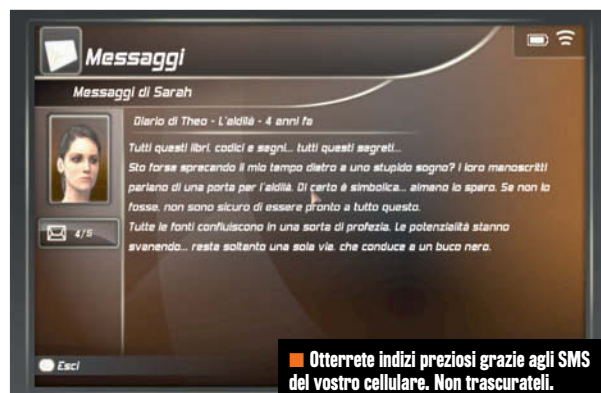 Messaggi
Messaggi di Sarah
Diario di Theo - L'aldilà - 4 anni fa
Tutti questi libri, codici e segni... tutti questi segreti...
Sto forse sprecando il mio tempo dietro a uno stupido sogno? I loro manoscritti
parlano di una porta per l'aldilà. Di certo è simbolica... almeno lo spero. Se non lo
fosse, non sono sicuro di essere pronto a tutto questo.
Tutte le fonti confluiscono in una sorta di profezia. Le potenzialità stanno
svanendo... resta soltanto una sola via, che conduce a un buco nero.
4/5
Esci
Otterrete indizi preziosi grazie agli SMS
del vostro cellulare. Non trascurateli.